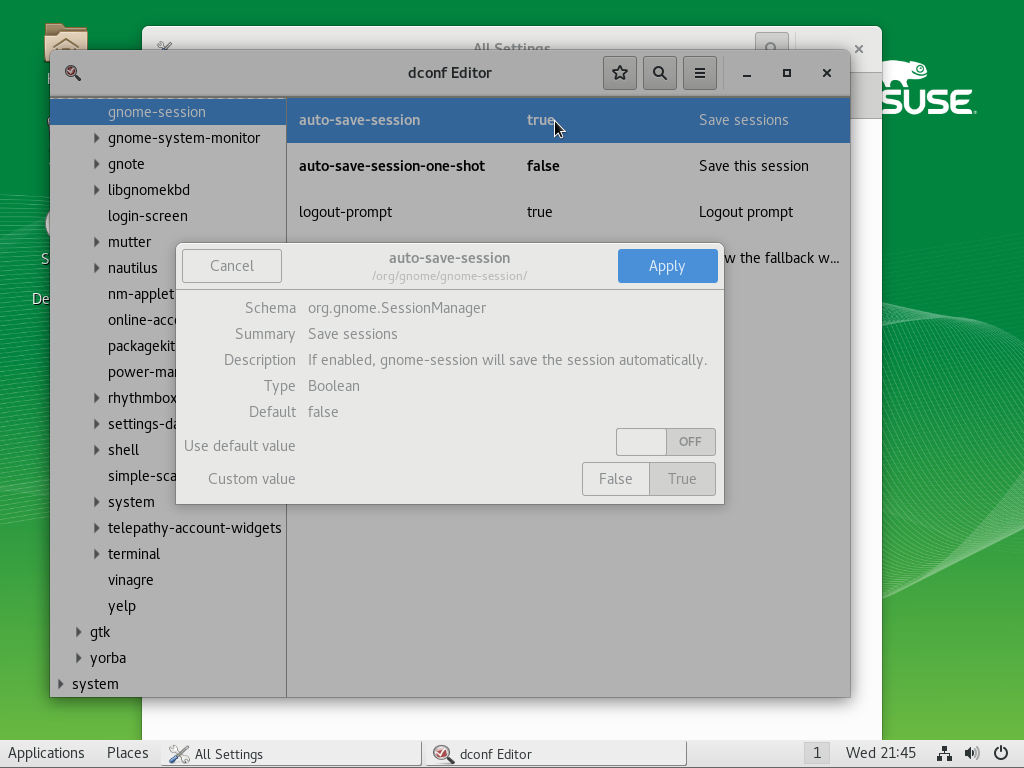 All Settings
dconf Editor
SUSE
gnome-session
gnome-system-monitor
gnote
libgnomekbd
login-screen
mutter
nautilus
nm-applet
online-acc
packagekit
power-ma
rhythmbox
settings-da
shell
simple-sca
system
telepathy-account-widgets
terminal
vinagre
yelp
gtk
yorba
system
auto-save-session true Save sessions
auto-save-session-one-shot false Save this session
logout-prompt true Logout prompt
w the fallback w...
Cancel
auto-save-session
/org/gnome/gnome-session/
Apply
Schema org.gnome.SessionManager
Summary Save sessions
Description If enabled, gnome-session will save the session automatically.
Type Boolean
Default false
Use default value OFF
Custom value False True
S
De
Applications Places All Settings dconf Editor 1 Wed 21:45